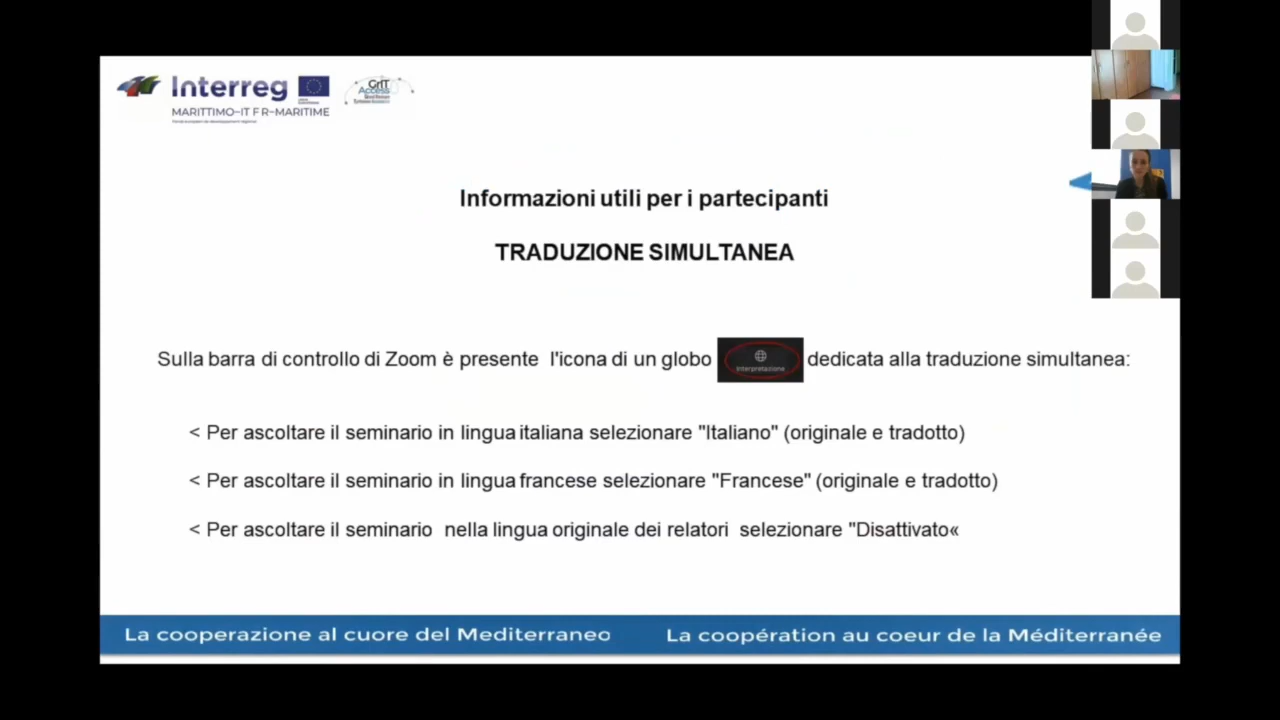 Interreg
MARITTIMO-IT FR-MARITIME
GrIT
Access
Informazioni utili per i partecipanti
TRADUZIONE SIMULTANEA
Sulla barra di controllo di Zoom è presente l'icona di un globo Interpretazione dedicata alla traduzione simultanea:
< Per ascoltare il seminario in lingua italiana selezionare "Italiano" (originale e tradotto)
< Per ascoltare il seminario in lingua francese selezionare "Francese" (originale e tradotto)
< Per ascoltare il seminario nella lingua originale dei relatori selezionare "Disattivato«
La cooperazione al cuore del Mediterraneo
La coopération au coeur de la Méditerranée